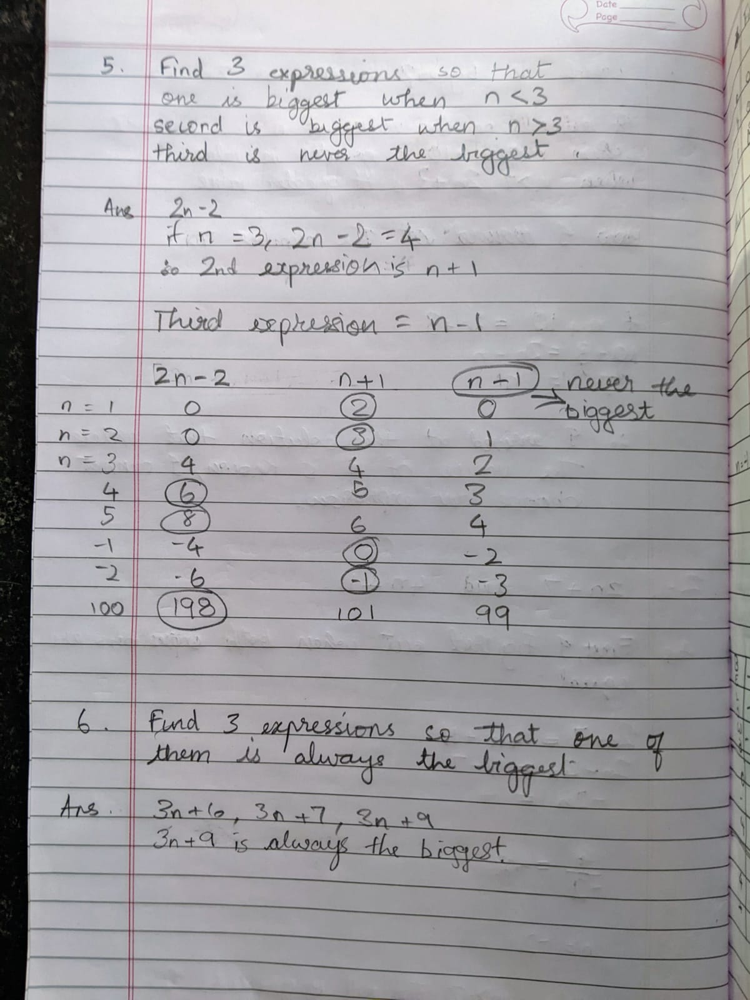 Date
Page
5. Find 3 expressions so that
one is biggest when n<3
second is biggest when n>3
third is never the biggest.
Ans 2n-2
if n = 3, 2n - 2 = 4
so 2nd expression is n+1
Third expression = n-1
2n-2 n+1 n-1 never the
n = 1 0 2 0 → biggest
n = 2 0 3 1
n = 3 4 4 2
4 6 5 3
5 8 6 4
-1 -4 0 -2
-2 -6 -1 -3
100 198 101 99
6. Find 3 expressions so that one of
them is always the biggest.
Ans. 3n+6, 3n+7, 3n+9
3n+9 is always the biggest.